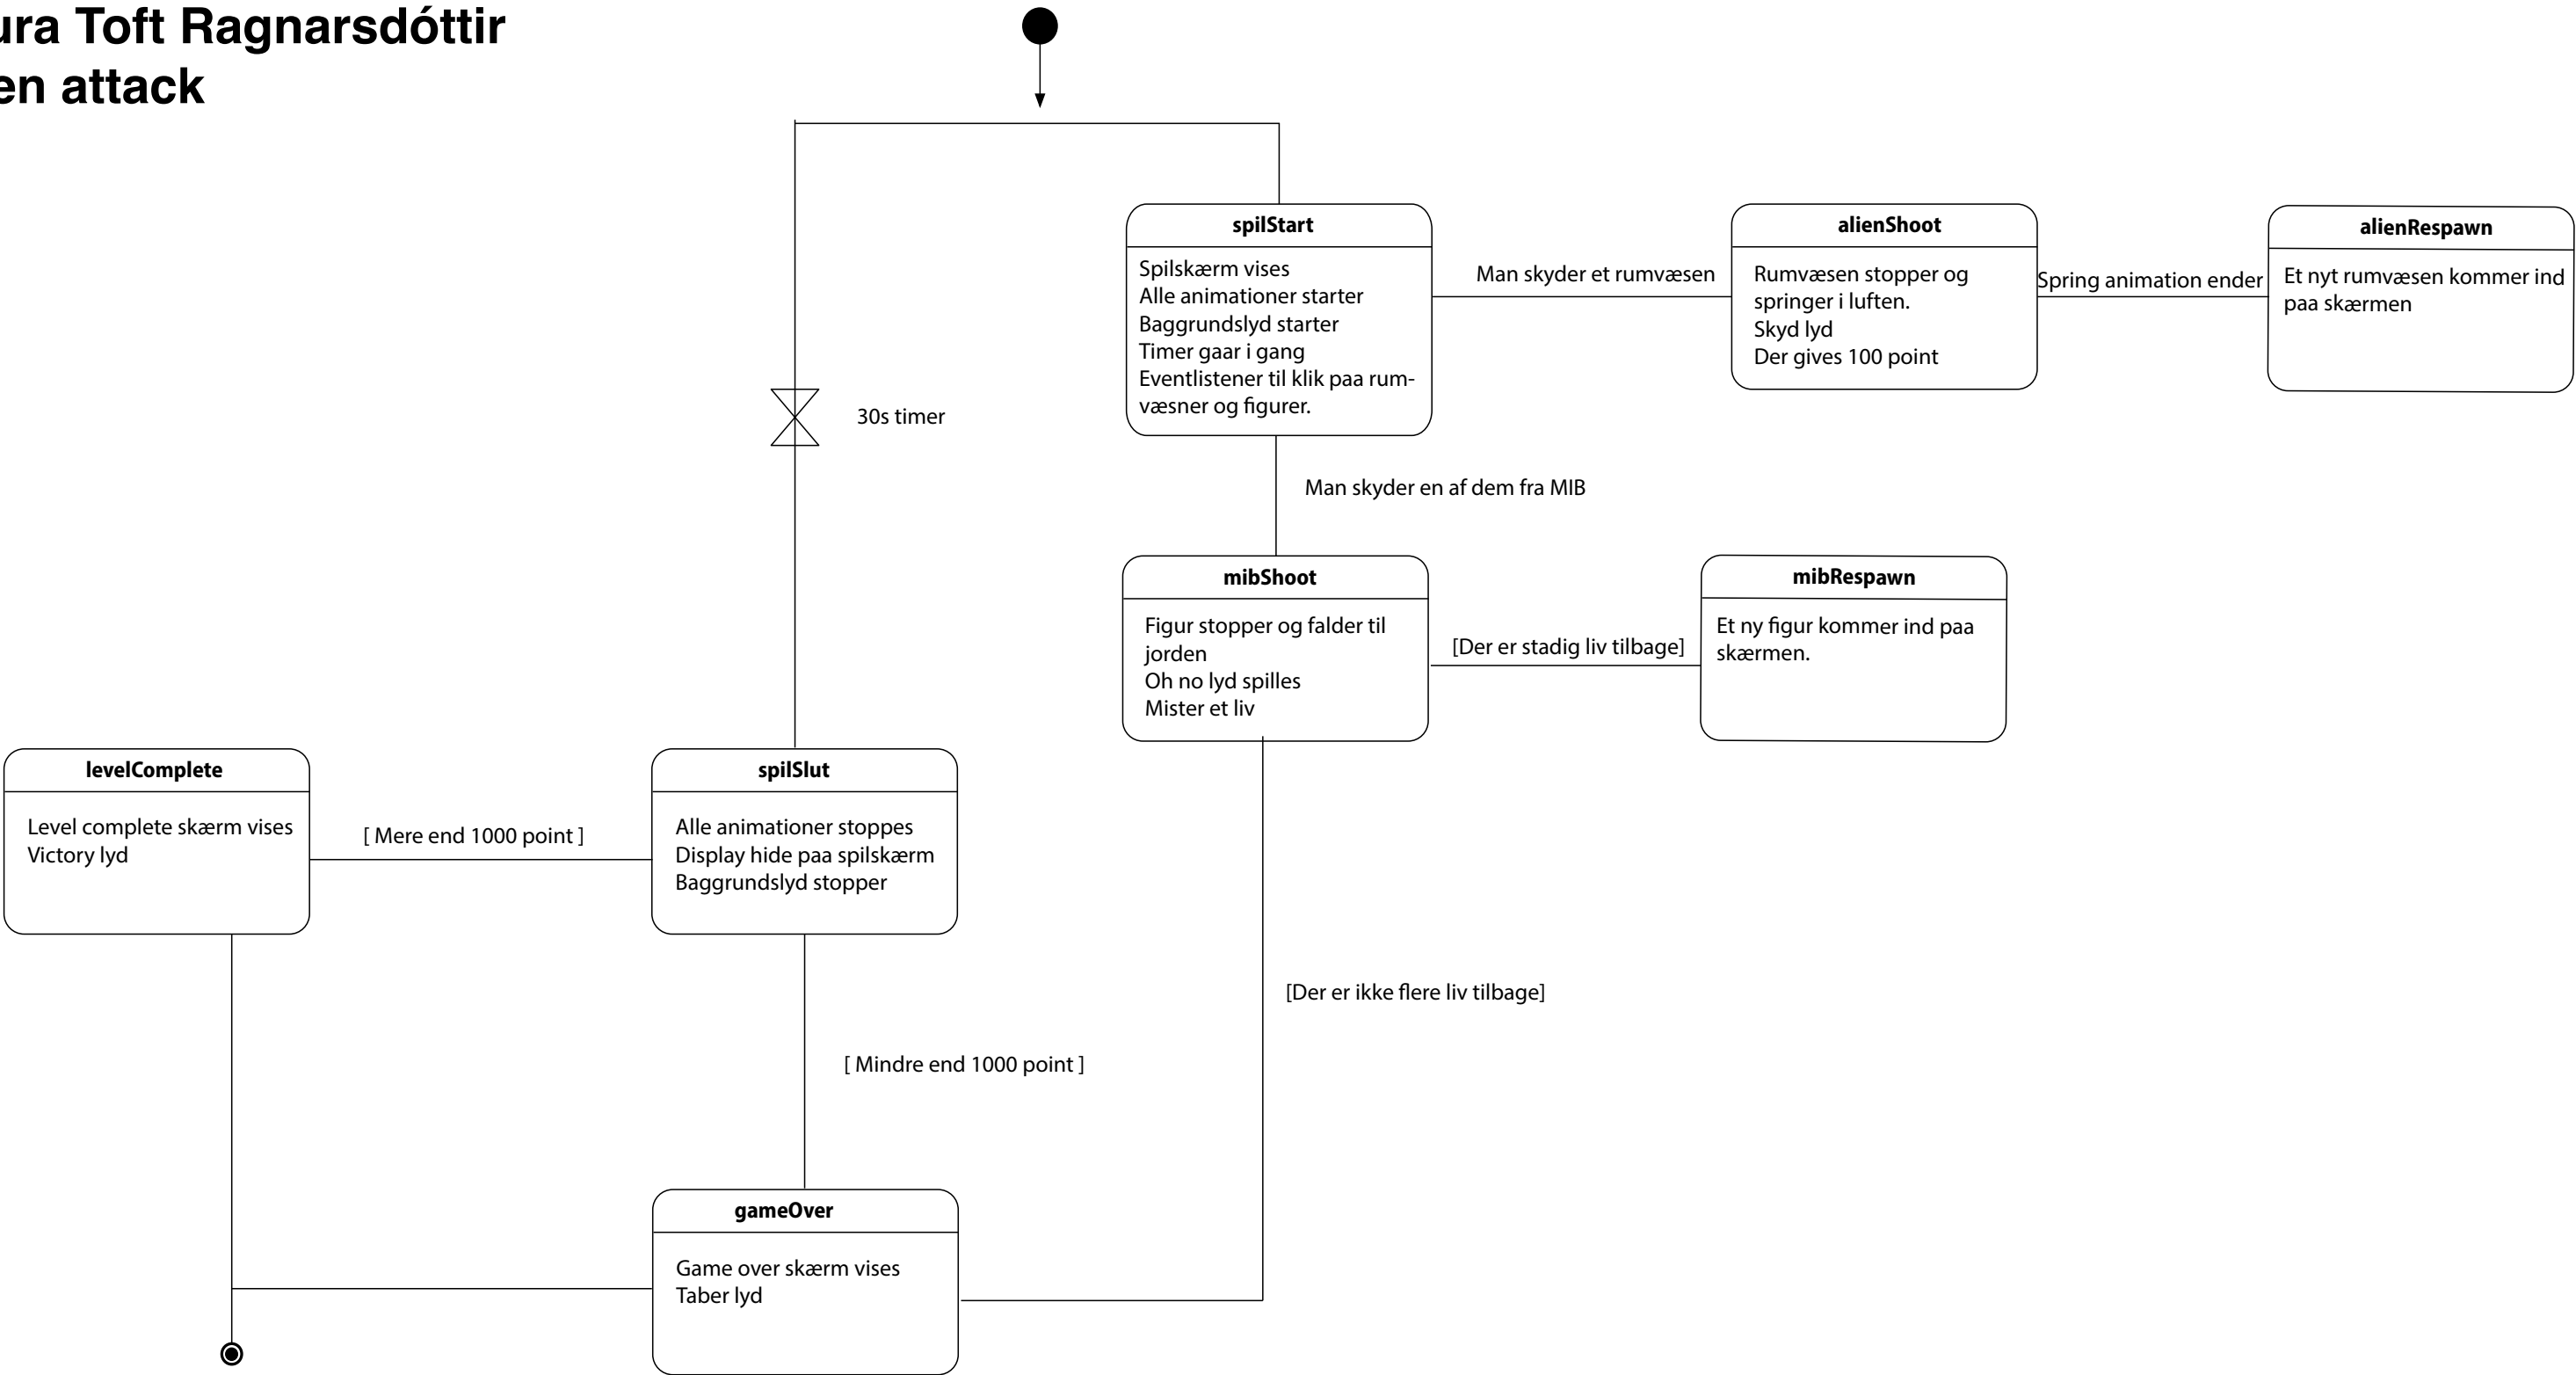 Toft Ragnarsdóttir
attack
spilStart
Spilskærm vises
Alle animationer starter
Baggrundslyd starter
Timer gaar i gang
Eventlistener til klik paa rum-
væsner og figurer.
Man skyder et rumvæsen
alienShoot
Rumvæsen stopper og
springer i luften.
Skyd lyd
Der gives 100 point
Spring animation ender
alienRespawn
Et nyt rumvæsen kommer ind
paa skærmen
30s timer
Man skyder en af dem fra MIB
mibShoot
Figur stopper og falder til
jorden
Oh no lyd spilles
Mister et liv
[Der er stadig liv tilbage]
mibRespawn
Et ny figur kommer ind paa
skærmen.
levelComplete
Level complete skærm vises
Victory lyd
[ Mere end 1000 point ]
spilSlut
Alle animationer stoppes
Display hide paa spilskærm
Baggrundslyd stopper
[Der er ikke flere liv tilbage]
[ Mindre end 1000 point ]
gameOver
Game over skærm vises
Taber lyd